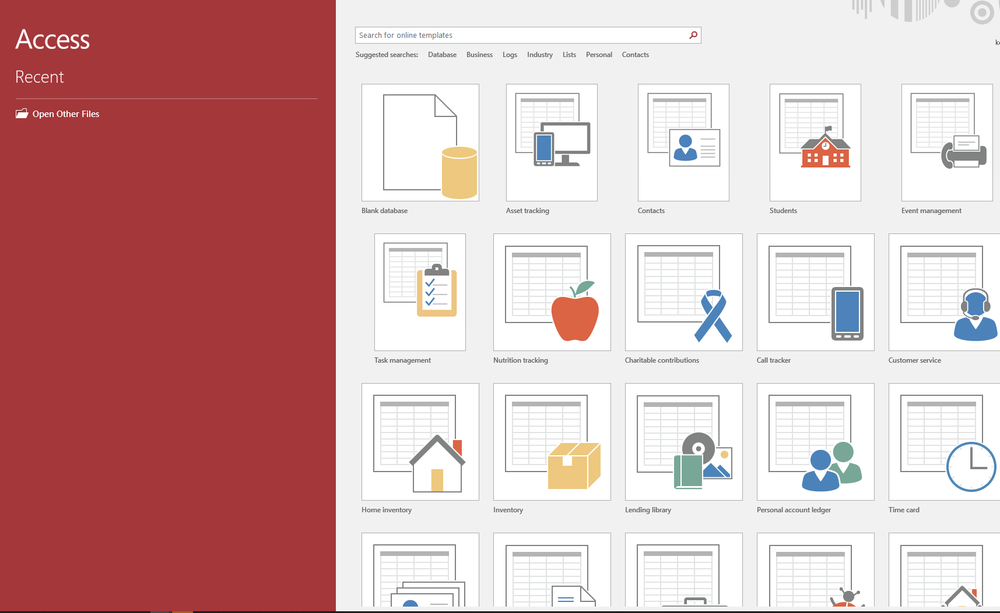 Access
Recent
Open Other Files
Search for online templates
Suggested searches: Database Business Logs Industry Lists Personal Contacts
Blank database
Asset tracking
Contacts
Students
Event management
Task management
Nutrition tracking
Charitable contributions
Call tracker
Customer service
Home inventory
Inventory
Lending library
Personal account ledger
Time card